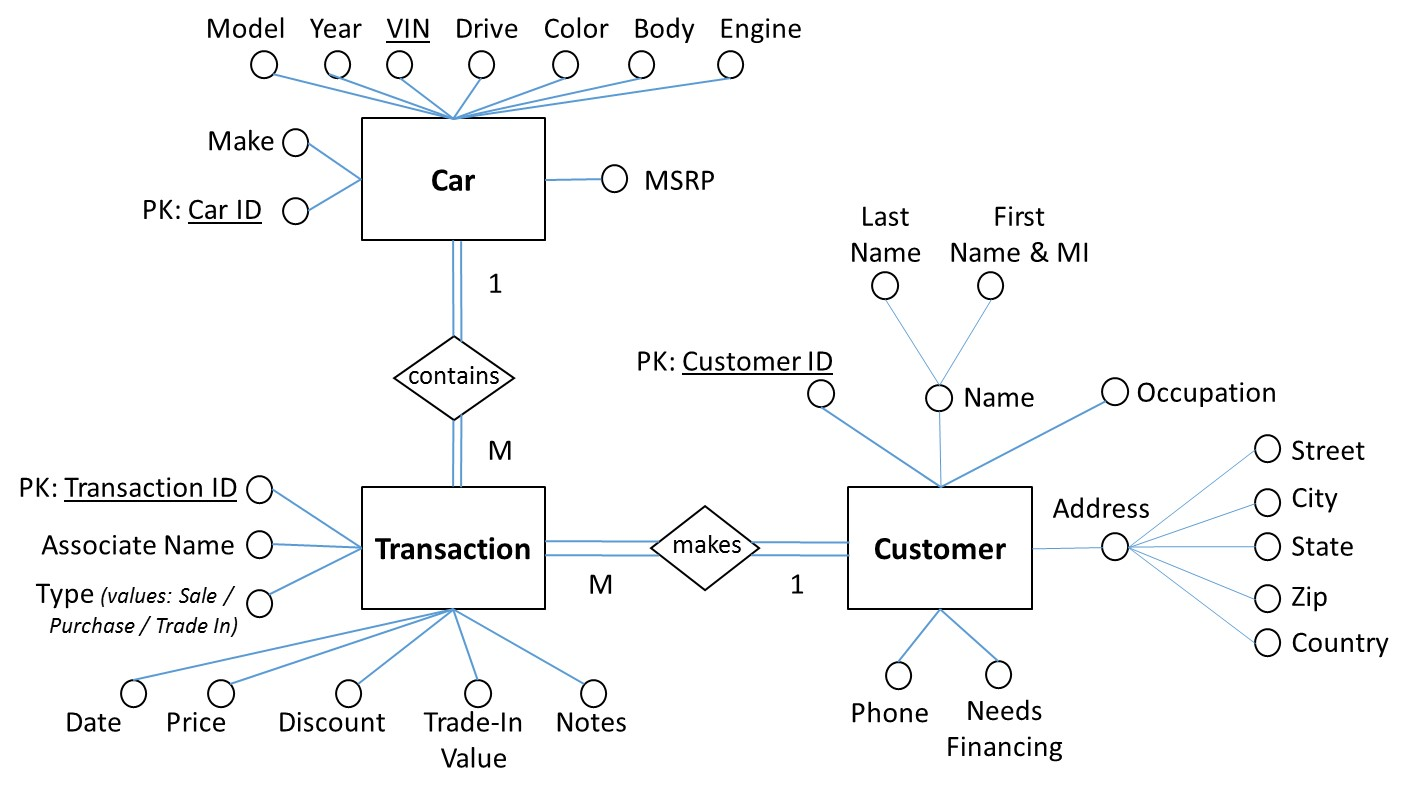 Model Year VIN Drive Color Body Engine
Make
Car
MSRP
PK: Car ID
Last
Name
First
Name & MI
1
contains
PK: Customer ID
Name
Occupation
M
Street
PK: Transaction ID
City
Address
Associate Name
Transaction
makes
Customer
State
Type (values: Sale /
Purchase / Trade In)
M
1
Zip
Country
Date
Price
Discount
Trade-In
Value
Notes
Phone
Needs
Financing